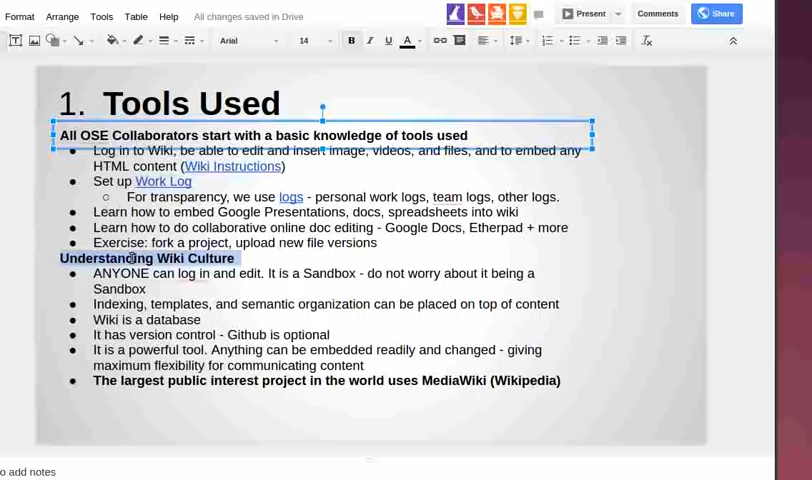 Format Arrange Tools Table Help All changes saved in Drive
Present Comments Share
Arial 14 B I U A
1. Tools Used
All OSE Collaborators start with a basic knowledge of tools used
● Log in to Wiki, be able to edit and insert image, videos, and files, and to embed any
HTML content (Wiki Instructions)
● Set up Work Log
○ For transparency, we use logs - personal work logs, team logs, other logs.
● Learn how to embed Google Presentations, docs, spreadsheets into wiki
● Learn how to do collaborative online doc editing - Google Docs, Etherpad + more
● Exercise: fork a project, upload new file versions
Understanding Wiki Culture
● ANYONE can log in and edit. It is a Sandbox - do not worry about it being a
Sandbox
● Indexing, templates, and semantic organization can be placed on top of content
● Wiki is a database
● It has version control - Github is optional
● It is a powerful tool. Anything can be embedded readily and changed - giving
maximum flexibility for communicating content
● The largest public interest project in the world uses MediaWiki (Wikipedia)
o add notes